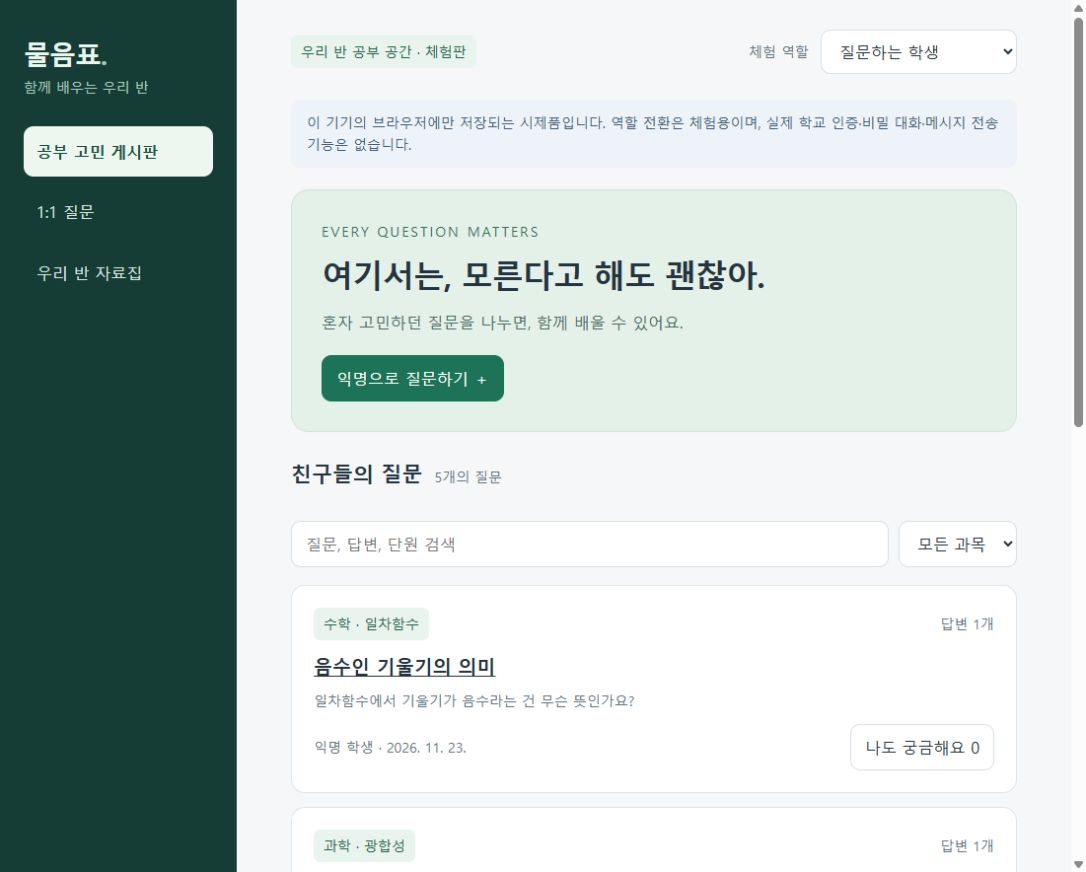 물음표.
함께 배우는 우리 반
공부 고민 게시판
1:1 질문
우리 반 자료집
우리 반 공부 공간 · 체험판
체험 역할
질문하는 학생
이 기기의 브라우저에만 저장되는 시제품입니다. 역할 전환은 체험용이며, 실제 학교 인증·비밀 대화·메시지 전송
기능은 없습니다.
EVERY QUESTION MATTERS
여기서는, 모른다고 해도 괜찮아.
혼자 고민하던 질문을 나누면, 함께 배울 수 있어요.
익명으로 질문하기 +
친구들의 질문 5개의 질문
질문, 답변, 단원 검색
모든 과목
수학 · 일차함수
답변 1개
음수인 기울기의 의미
일차함수에서 기울기가 음수라는 건 무슨 뜻인가요?
익명 학생 · 2026. 11. 23.
나도 궁금해요 0
과학 · 광합성
답변 1개